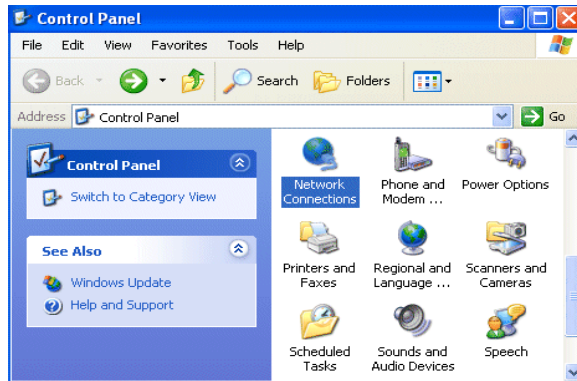 Control Panel
File Edit View Favorites Tools Help
Back Search Folders
Address Control Panel Go
Control Panel
Switch to Category View
See Also
Windows Update
Help and Support
Network Connections
Phone and Modem ...
Power Options
Printers and Faxes
Regional and Language ...
Scanners and Cameras
Scheduled Tasks
Sounds and Audio Devices
Speech